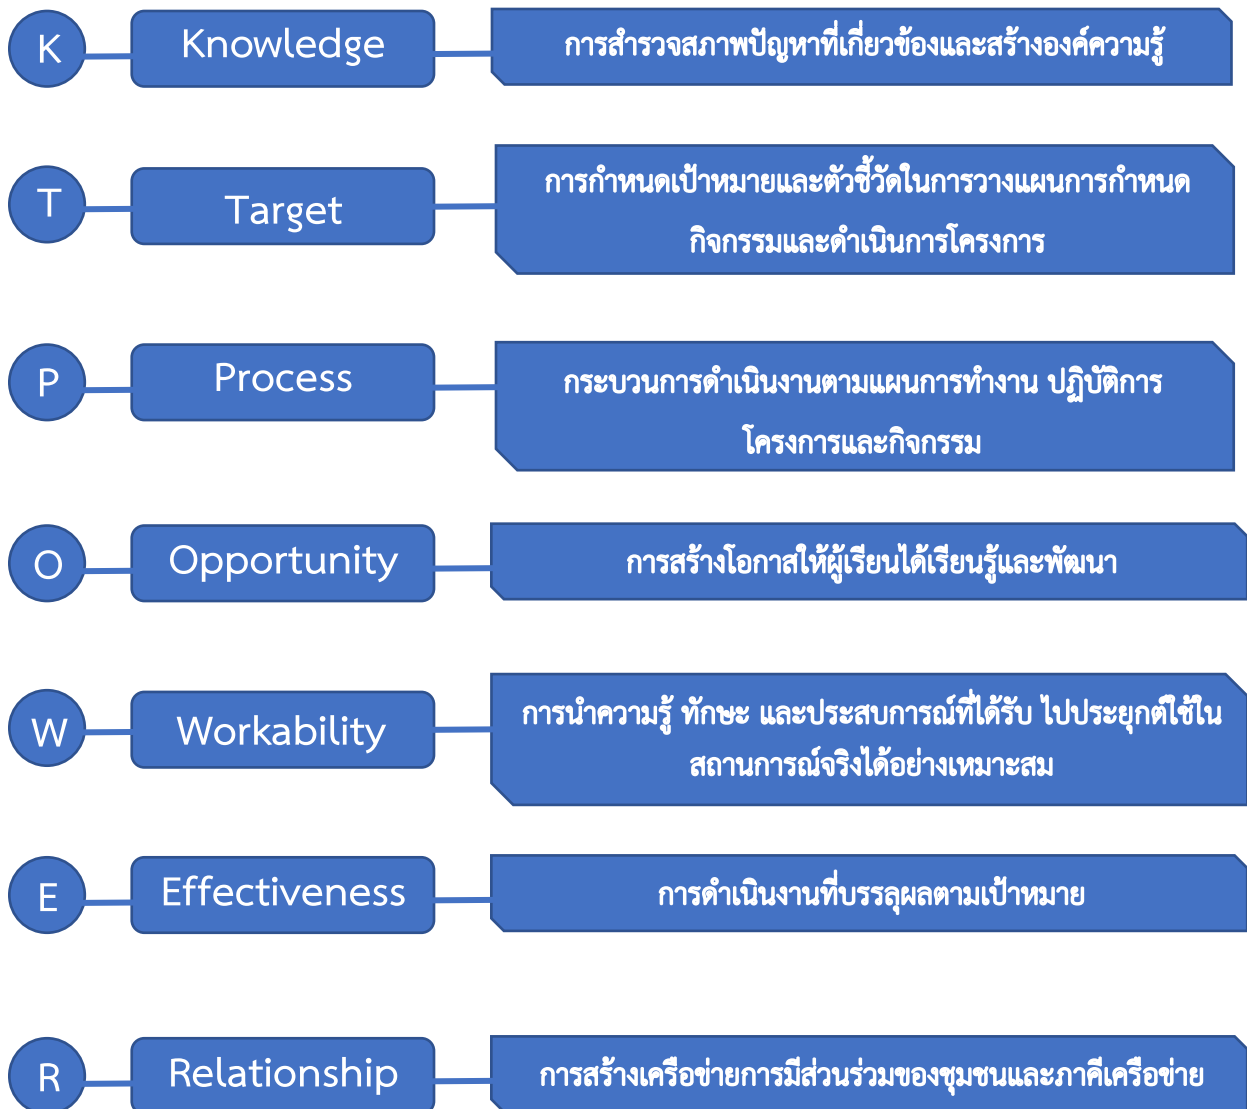 K Knowledge การสำรวจสภาพปัญหาที่เกี่ยวข้องและสร้างองค์ความรู้
T Target การกำหนดเป้าหมายและตัวชี้วัดในการวางแผนการกำหนด
กิจกรรมและดำเนินการโครงการ
P Process กระบวนการดำเนินงานตามแผนการทำงาน ปฏิบัติการ
โครงการและกิจกรรม
O Opportunity การสร้างโอกาสให้ผู้เรียนได้เรียนรู้และพัฒนา
W Workability การนำความรู้ ทักษะ และประสบการณ์ที่ได้รับ ไปประยุกต์ใช้ใน
สถานการณ์จริงได้อย่างเหมาะสม
E Effectiveness การดำเนินงานที่บรรลุผลตามเป้าหมาย
R Relationship การสร้างเครือข่ายการมีส่วนร่วมของชุมชนและภาคีเครือข่าย